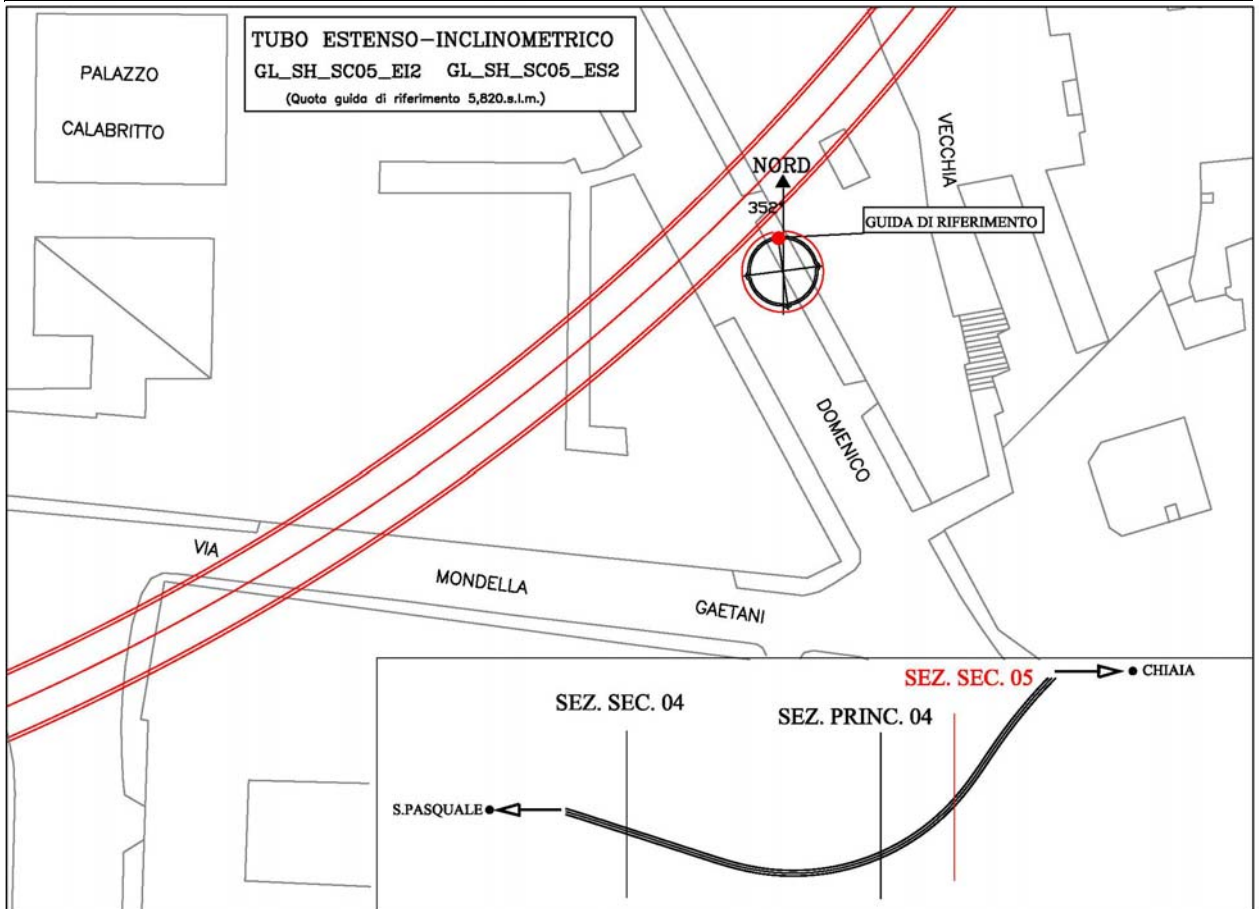 TUBO ESTENSO-INCLINOMETRICO
GL_SH_SC05_EI2 GL_SH_SC05_ES2
(Quota guida di riferimento 5,820.s.l.m.)
PALAZZO
CALABRITTO
VECCHIA
NORD
352°
GUIDA DI RIFERIMENTO
DOMENICO
VIA
MONDELLA
GAETANI
SEZ. SEC. 05
CHIAIA
SEZ. SEC. 04
SEZ. PRINC. 04
S.PASQUALE